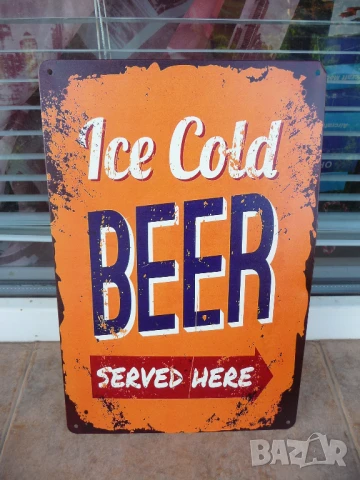 Ice Cold
BEER
SERVED HERE
BAZAR